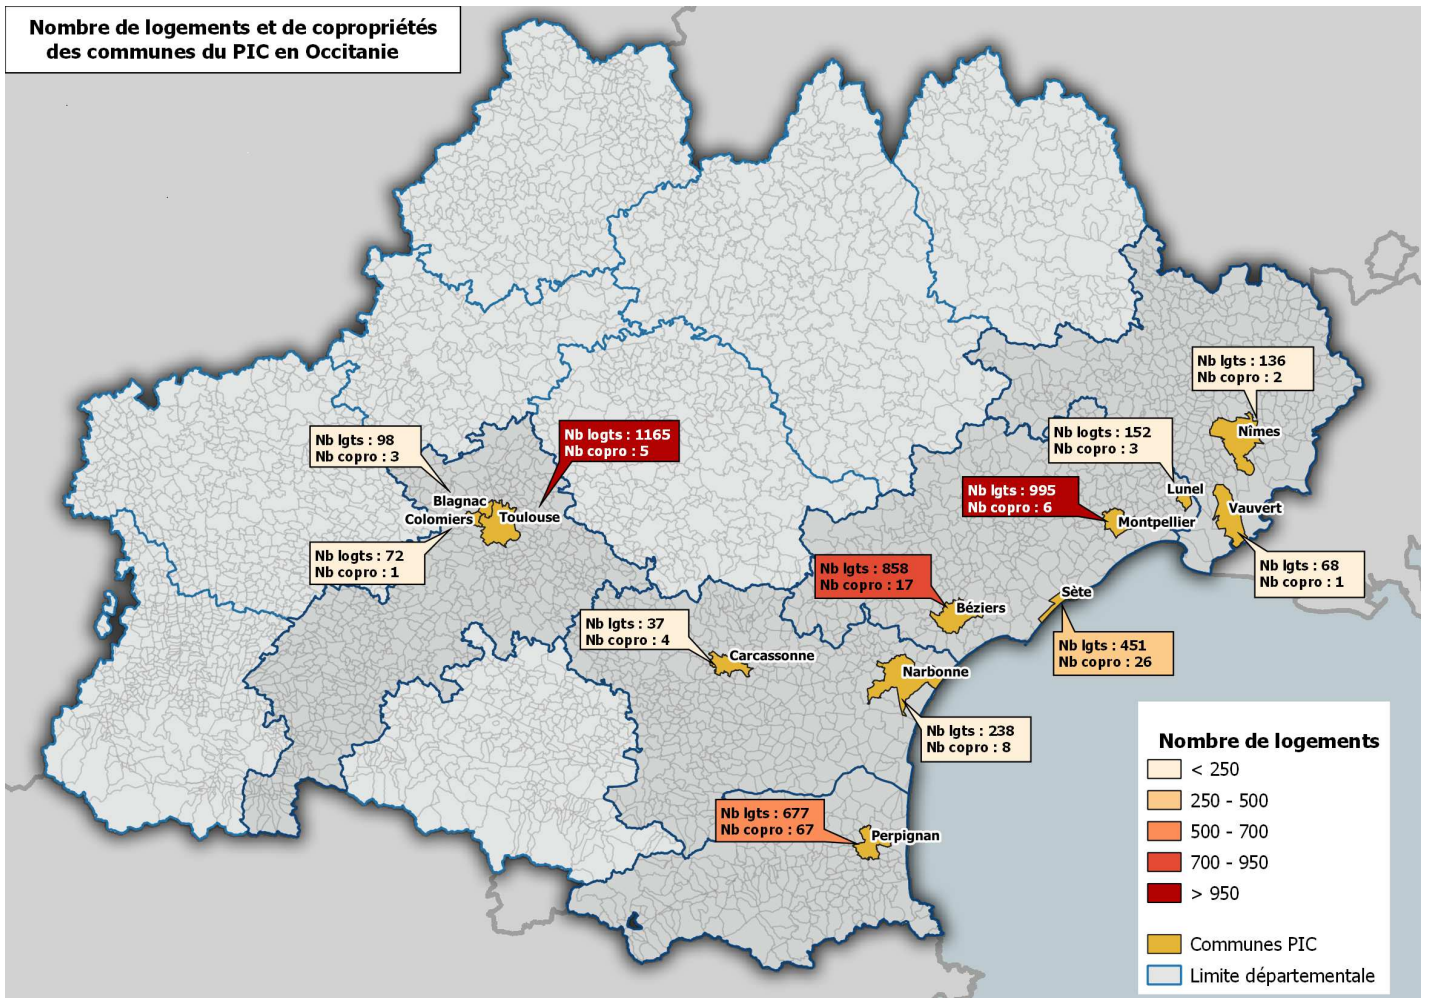 Nombre de logements et de copropriétés
des communes du PIC en Occitanie
Nb lgts : 136
Nb copro : 2
Nîmes
Nb lgts : 98
Nb copro : 3
Nb logts : 1165
Nb copro : 5
Nb logts : 152
Nb copro : 3
Blagnac
Colomiers
Toulouse
Nb lgts : 995
Nb copro : 6
Lunel
Montpellier
Vauvert
Nb logts : 72
Nb copro : 1
Nb lgts : 858
Nb copro : 17
Nb lgts : 68
Nb copro : 1
Sète
Béziers
Nb lgts : 37
Nb copro : 4
Carcassonne
Nb lgts : 451
Nb copro : 26
Narbonne
Nb lgts : 238
Nb copro : 8
Nb lgts : 677
Nb copro : 67
Perpignan
Nombre de logements
< 250
250 - 500
500 - 700
700 - 950
> 950
Communes PIC
Limite départementale